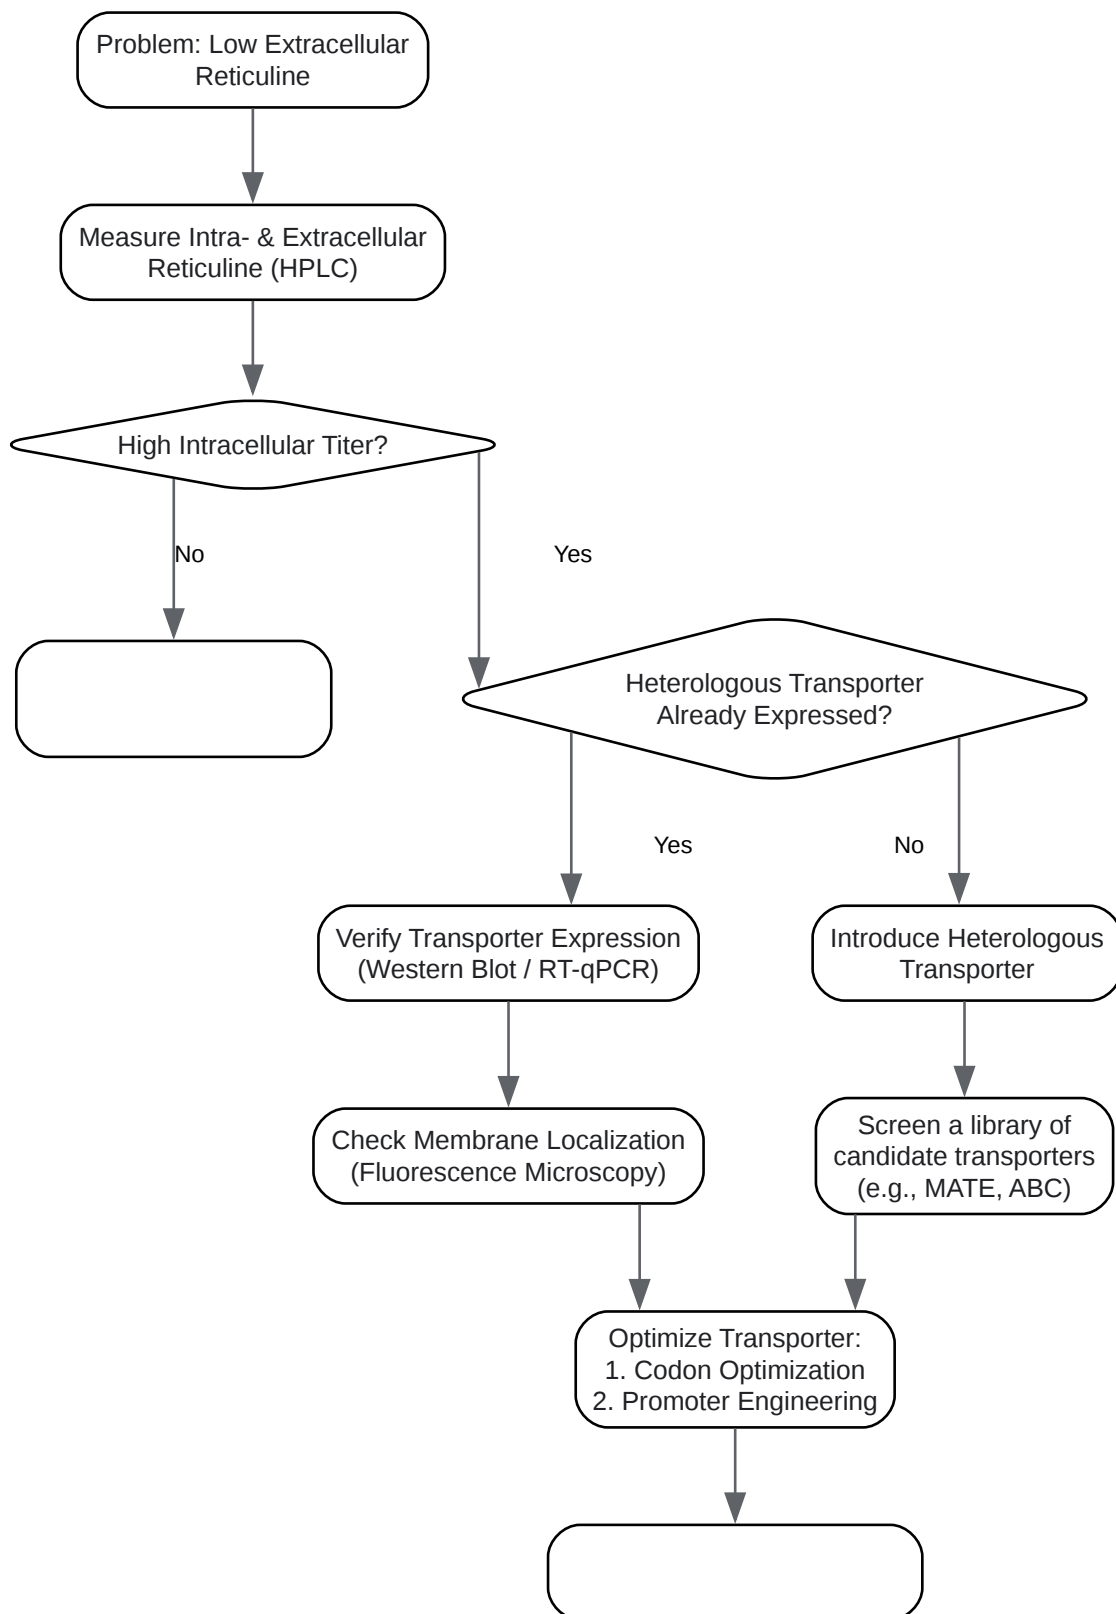 Problem: Low Extracellular
Reticuline
Measure Intra- & Extracellular
Reticuline (HPLC)
High Intracellular Titer?
No
Yes
Heterologous Transporter
Already Expressed?
Yes
No
Verify Transporter Expression
(Western Blot / RT-qPCR)
Introduce Heterologous
Transporter
Check Membrane Localization
(Fluorescence Microscopy)
Screen a library of
candidate transporters
(e.g., MATE, ABC)
Optimize Transporter:
1. Codon Optimization
2. Promoter Engineering